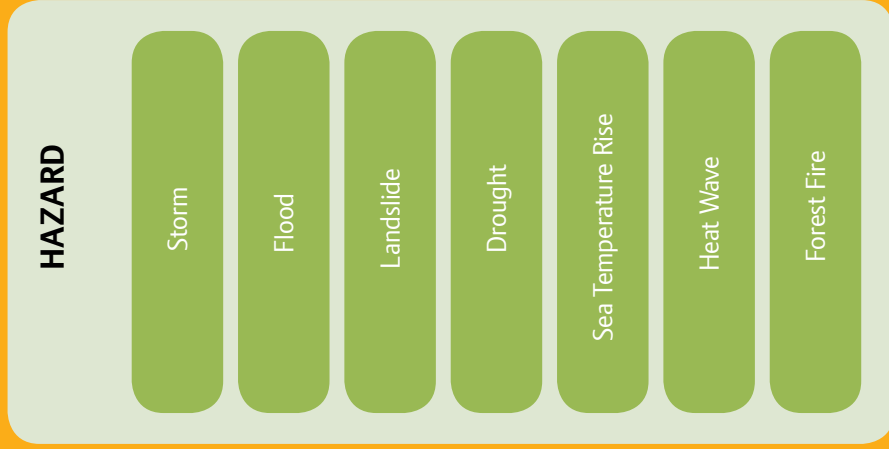 HAZARD
Storm
Flood
Landslide
Drought
Sea Temperature Rise
Heat Wave
Forest Fire